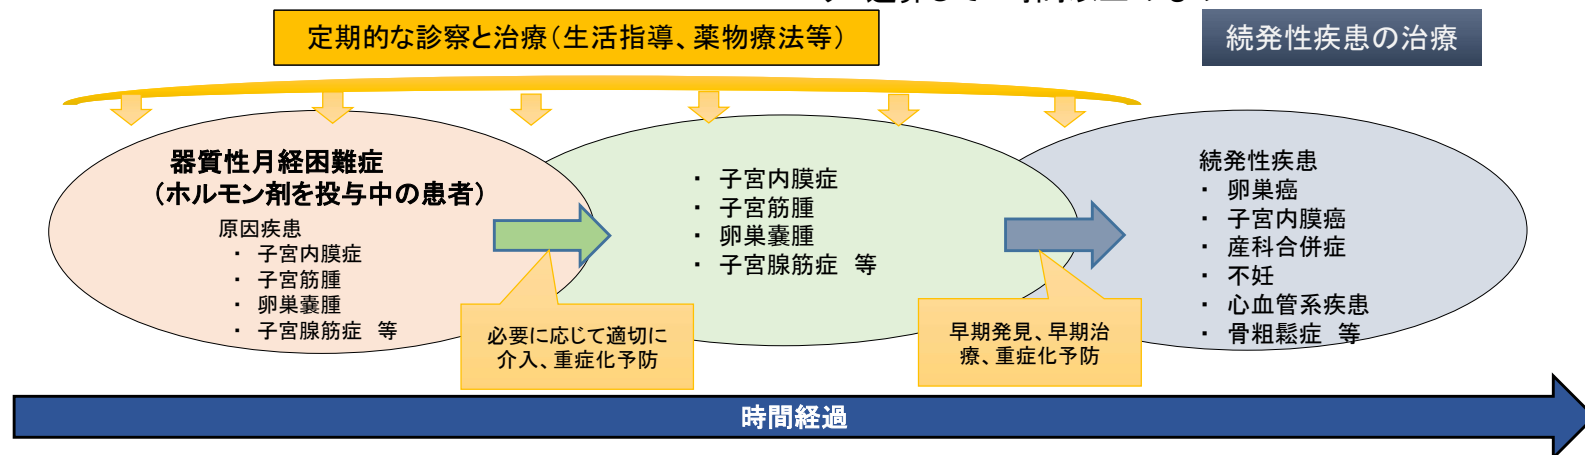 定期的な診察と治療（生活指導、薬物療法等）
続発性疾患の治療
器質性月経困難症
（ホルモン剤を投与中の患者）
原因疾患
・ 子宮内膜症
・ 子宮筋腫
・ 卵巣嚢腫
・ 子宮腺筋症 等
・ 子宮内膜症
・ 子宮筋腫
・ 卵巣嚢腫
・ 子宮腺筋症 等
続発性疾患
・ 卵巣癌
・ 子宮内膜癌
・ 産科合併症
・ 不妊
・ 心血管系疾患
・ 骨粗鬆症 等
必要に応じて適切に
介入、重症化予防
早期発見、早期治
療、重症化予防
時間経過